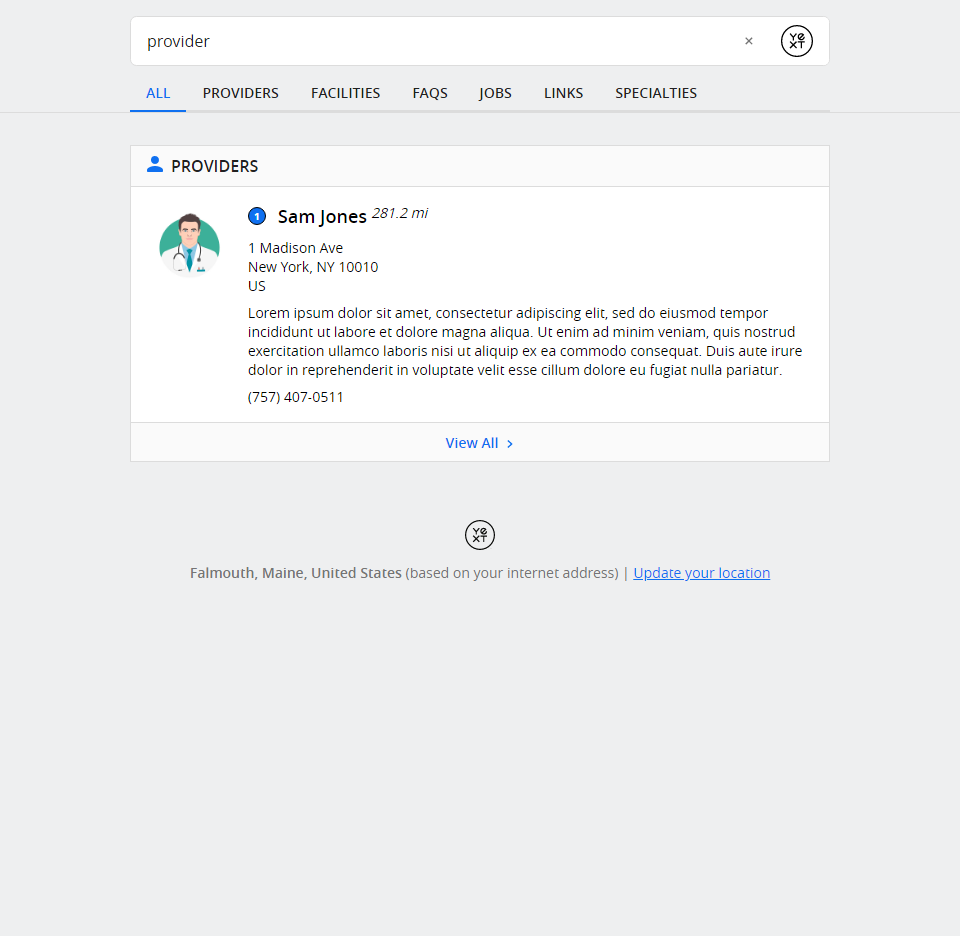 provider ×
YEXT
ALL PROVIDERS FACILITIES FAQS JOBS LINKS SPECIALTIES
PROVIDERS
1 Sam Jones 281.2 mi
1 Madison Ave
New York, NY 10010
US
Lorem ipsum dolor sit amet, consectetur adipiscing elit, sed do eiusmod tempor
incididunt ut labore et dolore magna aliqua. Ut enim ad minim veniam, quis nostrud
exercitation ullamco laboris nisi ut aliquip ex ea commodo consequat. Duis aute irure
dolor in reprehenderit in voluptate velit esse cillum dolore eu fugiat nulla pariatur.
(757) 407-0511
View All
YEXT
Falmouth, Maine, United States (based on your internet address) | Update your location